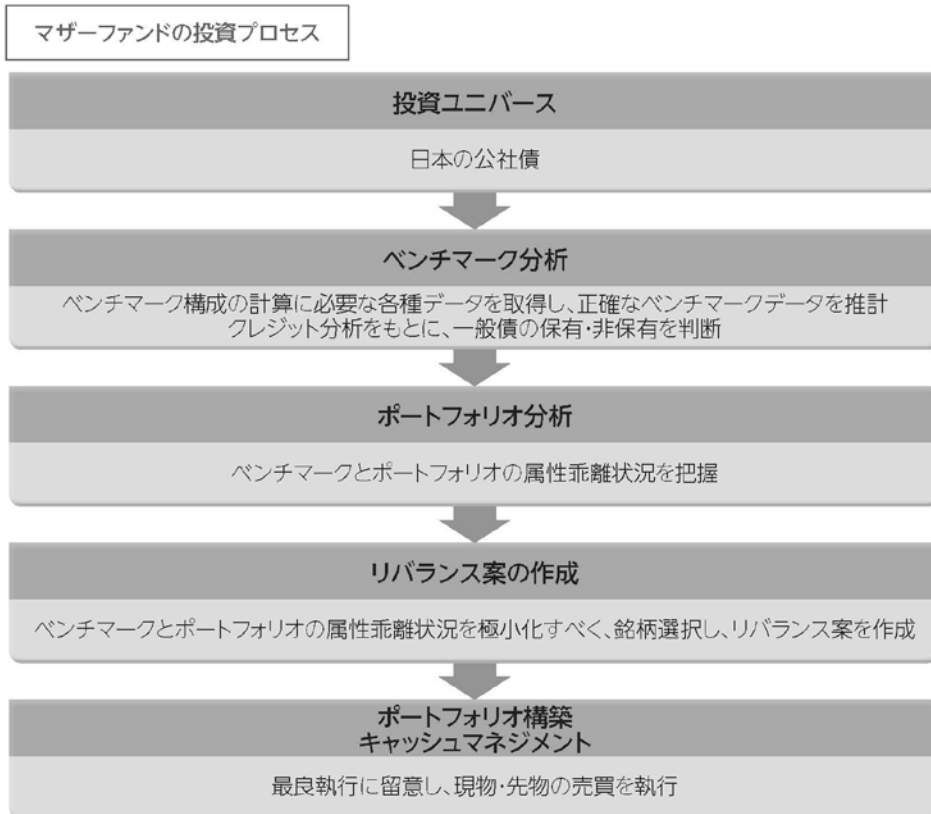 マザーファンドの投資プロセス
投資ユニバース
日本の公社債
ベンチマーク分析
ベンチマーク構成の計算に必要な各種データを取得し、正確なベンチマークデータを推計
クレジット分析をもとに、一般債の保有・非保有を判断
ポートフォリオ分析
ベンチマークとポートフォリオの属性乖離状況を把握
リバランス案の作成
ベンチマークとポートフォリオの属性乖離状況を極小化すべく、銘柄選択し、リバランス案を作成
ポートフォリオ構築
キャッシュマネジメント
最良執行に留意し、現物・先物の売買を執行